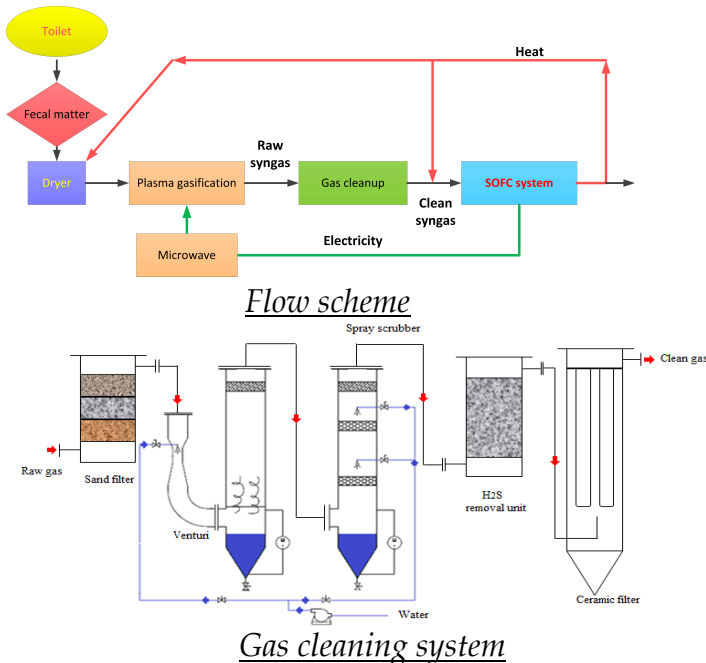 Toilet
Heat
Fecal matter
Raw
syngas
Dryer
Plasma gasification
Gas cleanup
SOFC system
Clean
syngas
Electricity
Microwave
Flow scheme
Spray scrubber
Clean gas
Raw gas
Sand filter
H2S
removal unit
Venturi
M
M
Ceramic filter
Water
Gas cleaning system